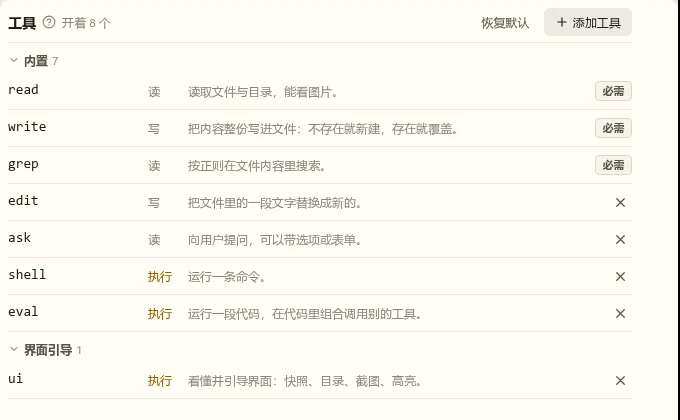 工具 ? 开着 8 个 恢复默认 + 添加工具
内置 7
read 读 读取文件与目录，能看图片。 必需
write 写 把内容整份写进文件：不存在就新建，存在就覆盖。 必需
grep 读 按正则在文件内容里搜索。 必需
edit 写 把文件里的一段文字替换成新的。
ask 读 向用户提问，可以带选项或表单。
shell 执行 运行一条命令。
eval 执行 运行一段代码，在代码里组合调用别的工具。
界面引导 1
ui 执行 看懂并引导界面：快照、目录、截图、高亮。